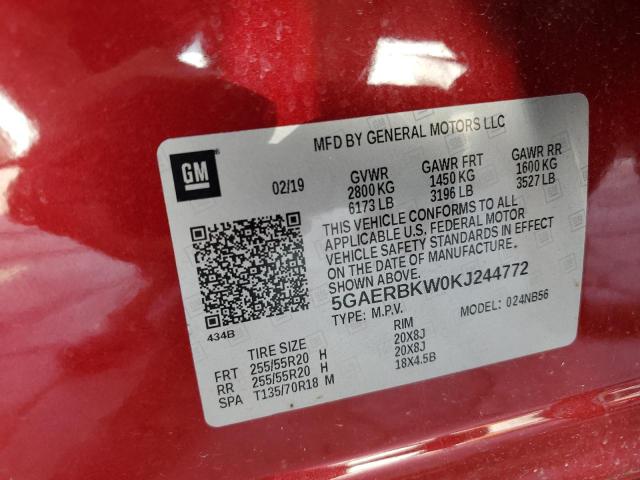 MFD BY GENERAL MOTORS LLC
GM
02/19
GVWR GAWR FRT GAWR RR
2800 KG 1450 KG 1600 KG
6173 LB 3196 LB 3527 LB
THIS VEHICLE CONFORMS TO ALL
APPLICABLE U.S. FEDERAL MOTOR
VEHICLE SAFETY STANDARDS IN EFFECT
ON THE DATE OF MANUFACTURE.
SHOWN ABOVE.
5GAERBKW0KJ244772
TYPE: M.P.V. MODEL: 024NB56
434B
TIRE SIZE RIM
FRT 255/55R20 H 20X8J
RR 255/55R20 H 20X8J
SPA T135/70R18 M 18X4.5B